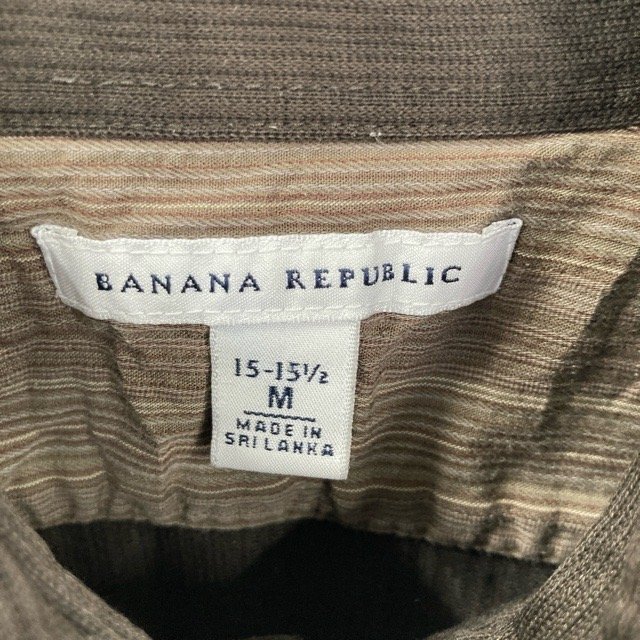 BANANA REPUBLIC
15-15½
M
MADE IN
SRI LANKA